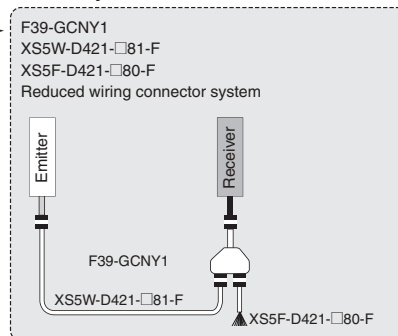 F39-GCNY1
XS5W-D421-□81-F
XS5F-D421-□80-F
Reduced wiring connector system
Emitter
Receiver
F39-GCNY1
XS5W-D421-□81-F
XS5F-D421-□80-F